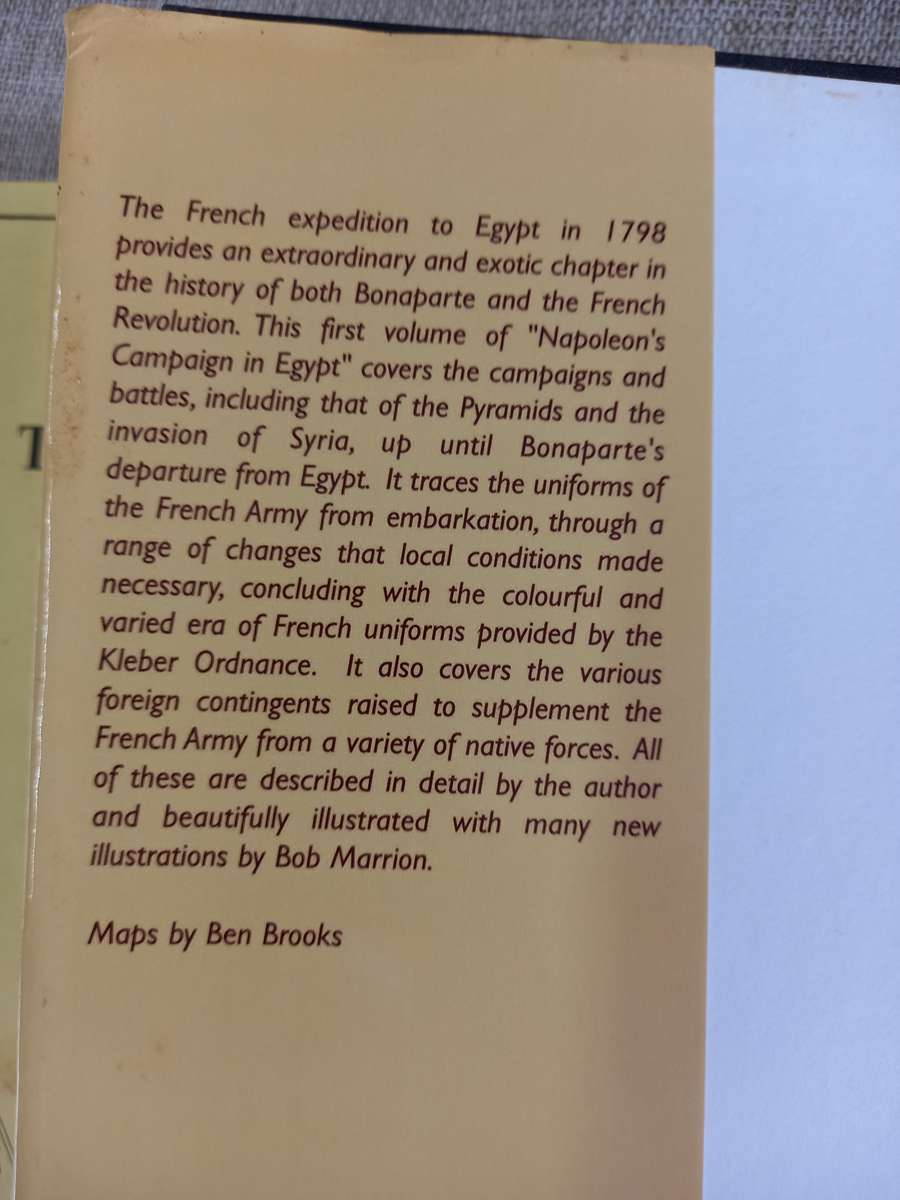 The French expedition to Egypt in 1798
provides an extraordinary and exotic chapter in
the history of both Bonaparte and the French
Revolution. This first volume of "Napoleon's
Campaign in Egypt" covers the campaigns and
battles, including that of the Pyramids and the
invasion of Syria, up until Bonaparte's
departure from Egypt. It traces the uniforms of
the French Army from embarkation, through a
range of changes that local conditions made
necessary, concluding with the colourful and
varied era of French uniforms provided by the
Kleber Ordnance. It also covers the various
foreign contingents raised to supplement the
French Army from a variety of native forces. All
of these are described in detail by the author
and beautifully illustrated with many new
illustrations by Bob Marrion.
Maps by Ben Brooks